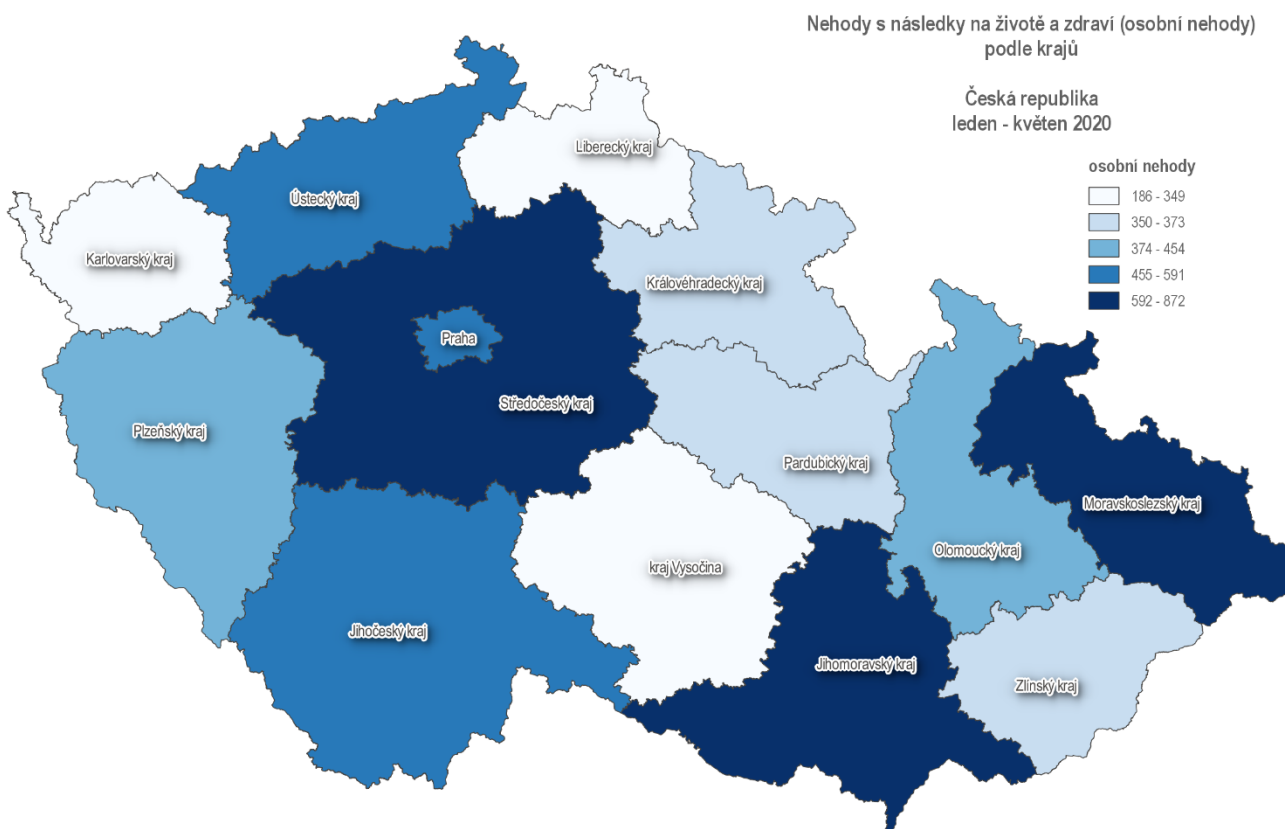 Nehody s následky na životě a zdraví (osobní nehody)
podle krajů
Česká republika
leden - květen 2020
osobní nehody
186 - 349
350 - 373
374 - 454
455 - 591
592 - 872
Liberecký kraj
Ústecký kraj
Karlovarský kraj
Královéhradecký kraj
Praha
Středočeský kraj
Plzeňský kraj
Pardubický kraj
Moravskoslezský kraj
Olomoucký kraj
kraj Vysočina
Jihočeský kraj
Jihomoravský kraj
Zlínský kraj